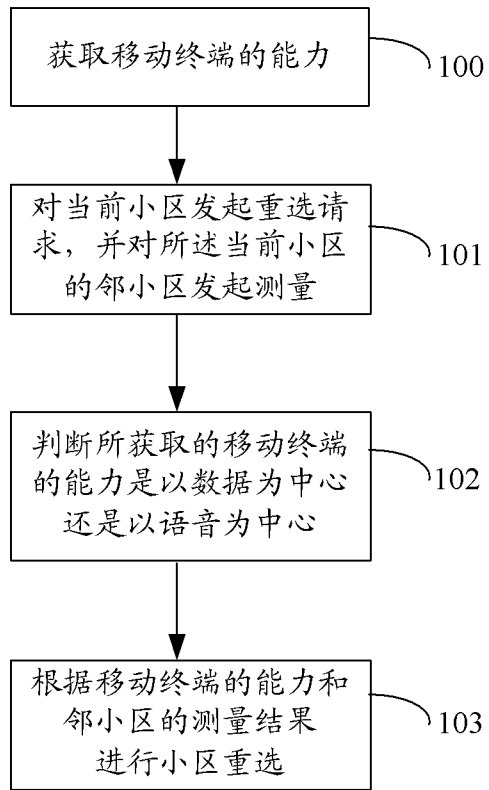 获取移动终端的能力
100
对当前小区发起重选请
求，并对所述当前小区
的邻小区发起测量
101
判断所获取的移动终端
的能力是以数据为中心
还是以语音为中心
102
根据移动终端的能力和
邻小区的测量结果
进行小区重选
103